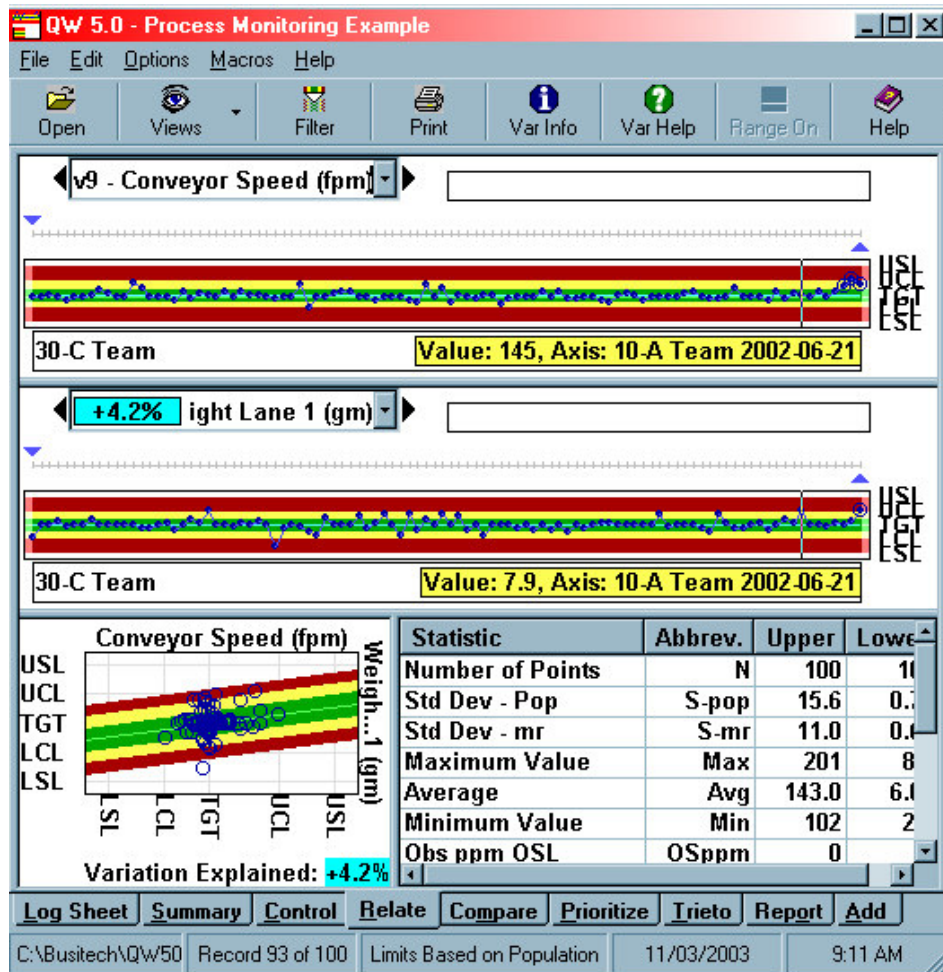 QW 5.0 - Process Monitoring Example
File Edit Options Macros Help
Open Views Filter Print Var Info Var Help Range On Help
v9 - Conveyor Speed (fpm)
USL
UCL
TGT
LCL
LSL
30-C Team Value: 145, Axis: 10-A Team 2002-06-21
+4.2% ight Lane 1 (gm)
USL
UCL
TGT
LCL
LSL
30-C Team Value: 7.9, Axis: 10-A Team 2002-06-21
Conveyor Speed (fpm)
USL
UCL
TGT
LCL
LSL
Weigh...1 (gm)
LSL LCL TGT UCL USL
Variation Explained: +4.2%
Statistic Abbrev. Upper Lowe
Number of Points N 100
Std Dev - Pop S-pop 15.6 0.
Std Dev - mr S-mr 11.0 0.
Maximum Value Max 201 8
Average Avg 143.0 6.
Minimum Value Min 102 2
Obs ppm OSL OSppm 0
Log Sheet Summary Control Relate Compare Prioritize Trieto Report Add
C:\Busitech\QW50 Record 93 of 100 Limits Based on Population 11/03/2003 9:11 AM